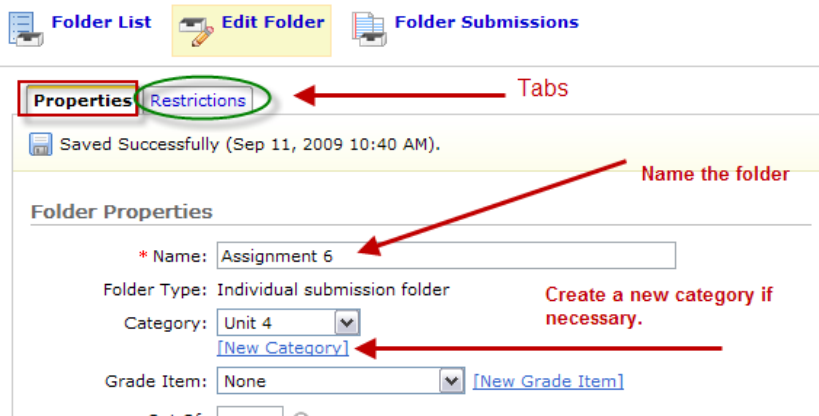 Folder List Edit Folder Folder Submissions
Properties Restrictions Tabs
Saved Successfully (Sep 11, 2009 10:40 AM).
Name the folder
Folder Properties
* Name: Assignment 6
Folder Type: Individual submission folder
Create a new category if
necessary.
Category: Unit 4
[New Category]
Grade Item: None [New Grade Item]